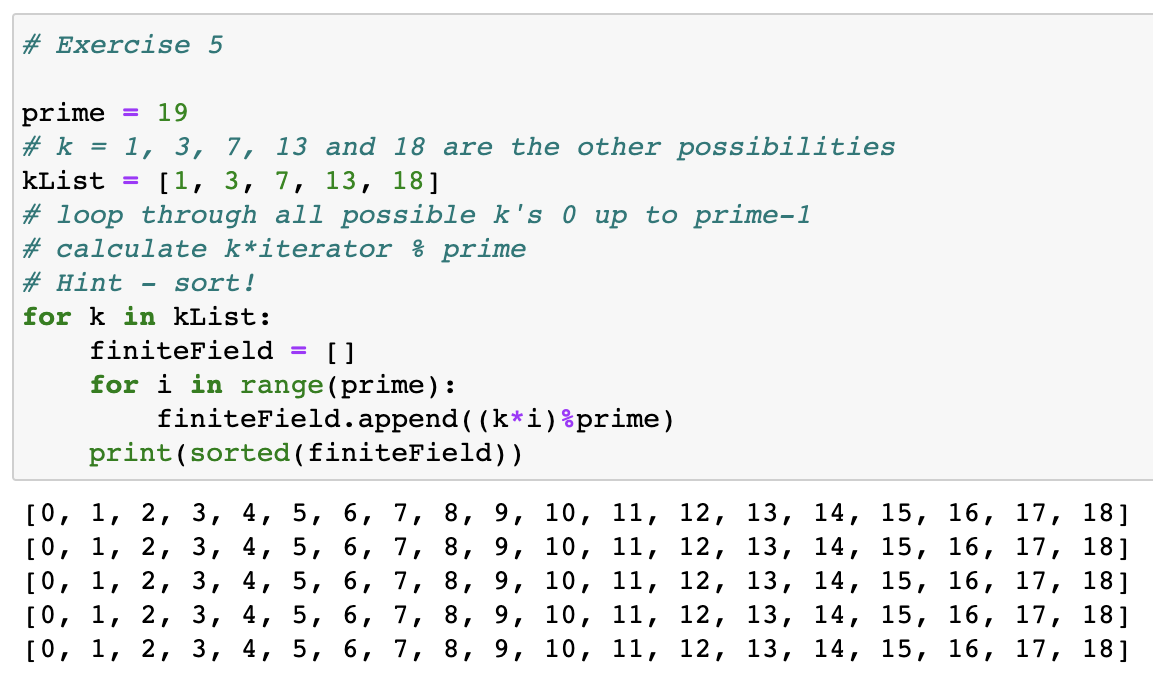 # Exercise 5
prime = 19
# k = 1, 3, 7, 13 and 18 are the other possibilities
kList = [1, 3, 7, 13, 18]
# loop through all possible k's 0 up to prime-1
# calculate k*iterator % prime
# Hint - sort!
for k in kList:
    finiteField = []
    for i in range(prime):
        finiteField.append((k*i)%prime)
    print(sorted(finiteField))
[0, 1, 2, 3, 4, 5, 6, 7, 8, 9, 10, 11, 12, 13, 14, 15, 16, 17, 18]
[0, 1, 2, 3, 4, 5, 6, 7, 8, 9, 10, 11, 12, 13, 14, 15, 16, 17, 18]
[0, 1, 2, 3, 4, 5, 6, 7, 8, 9, 10, 11, 12, 13, 14, 15, 16, 17, 18]
[0, 1, 2, 3, 4, 5, 6, 7, 8, 9, 10, 11, 12, 13, 14, 15, 16, 17, 18]
[0, 1, 2, 3, 4, 5, 6, 7, 8, 9, 10, 11, 12, 13, 14, 15, 16, 17, 18]